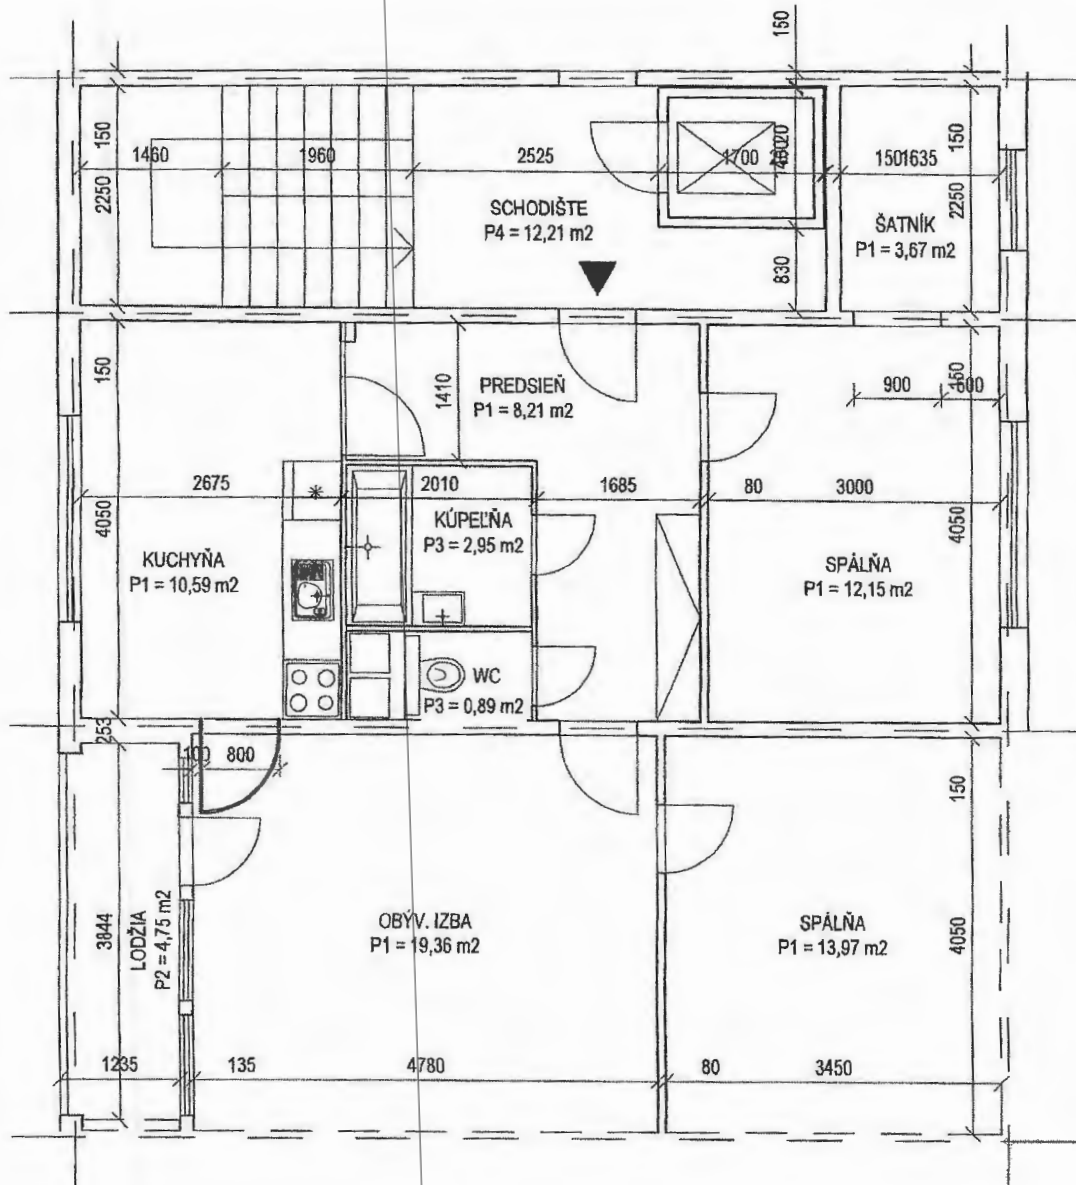 150
150
1460
1960
2525
1700
1501635
150
2250
SCHODIŠTE
P4 = 12,21 m2
ŠATNÍK
P1 = 3,67 m2
2250
830
150
1410
PREDSIEŇ
P1 = 8,21 m2
150
900
2675
2010
1685
80
3000
4050
KÚPEĽŇA
P3 = 2,95 m2
4050
KUCHYŇA
P1 = 10,59 m2
SPÁLŇA
P1 = 12,15 m2
WC
P3 = 0,89 m2
253
100
800
150
3844
LODŽIA
P2 = 4,75 m2
OBÝV. IZBA
P1 = 19,36 m2
SPÁLŇA
P1 = 13,97 m2
4050
1235
135
4780
80
3450